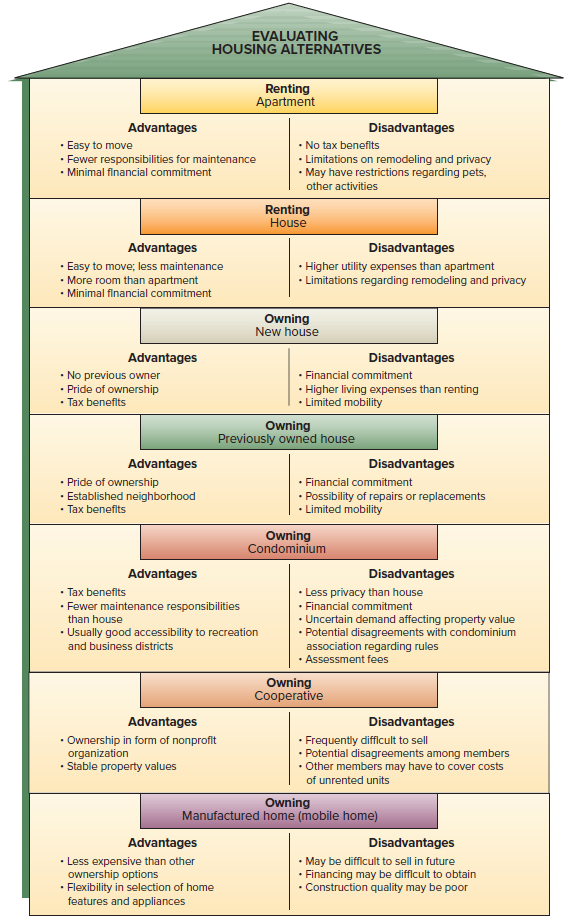 EVALUATING
HOUSING ALTERNATIVES
Renting
Apartment
Advantages
• Easy to move
• Fewer responsibilities for maintenance
• Minimal financial commitment
Disadvantages
• No tax benefits
• Limitations on remodeling and privacy
• May have restrictions regarding pets,
other activities
Renting
House
Advantages
• Easy to move; less maintenance
• More room than apartment
• Minimal financial commitment
Disadvantages
• Higher utility expenses than apartment
• Limitations regarding remodeling and privacy
Owning
New house
Advantages
• No previous owner
• Pride of ownership
• Tax benefits
Disadvantages
• Financial commitment
• Higher living expenses than renting
• Limited mobility
Owning
Previously owned house
Advantages
• Pride of ownership
• Established neighborhood
• Tax benefits
Disadvantages
• Financial commitment
• Possibility of repairs or replacements
• Limited mobility
Owning
Condominium
Advantages
• Tax benefits
• Fewer maintenance responsibilities
than house
• Usually good accessibility to recreation
and business districts
Disadvantages
• Less privacy than house
• Financial commitment
• Uncertain demand affecting property value
• Potential disagreements with condominium
association regarding rules
• Assessment fees
Owning
Cooperative
Advantages
• Ownership in form of nonprofit
organization
• Stable property values
Disadvantages
• Frequently difficult to sell
• Potential disagreements among members
• Other members may have to cover costs
of unrented units
Owning
Manufactured home (mobile home)
Advantages
• Less expensive than other
ownership options
• Flexibility in selection of home
features and appliances
Disadvantages
• May be difficult to sell in future
• Financing may be difficult to obtain
• Construction quality may be poor